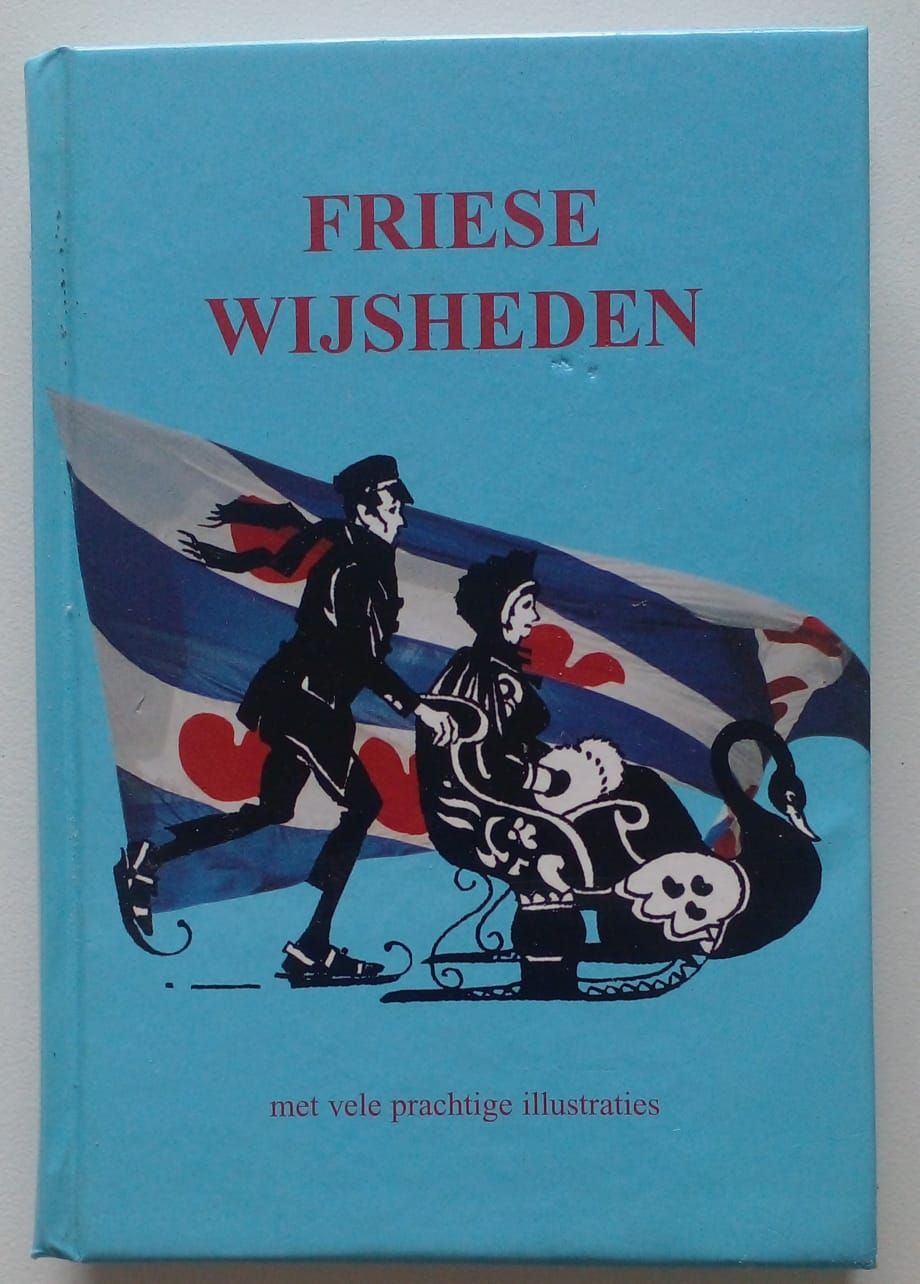 FRIESE
WIJSHEDEN
met vele prachtige illustraties